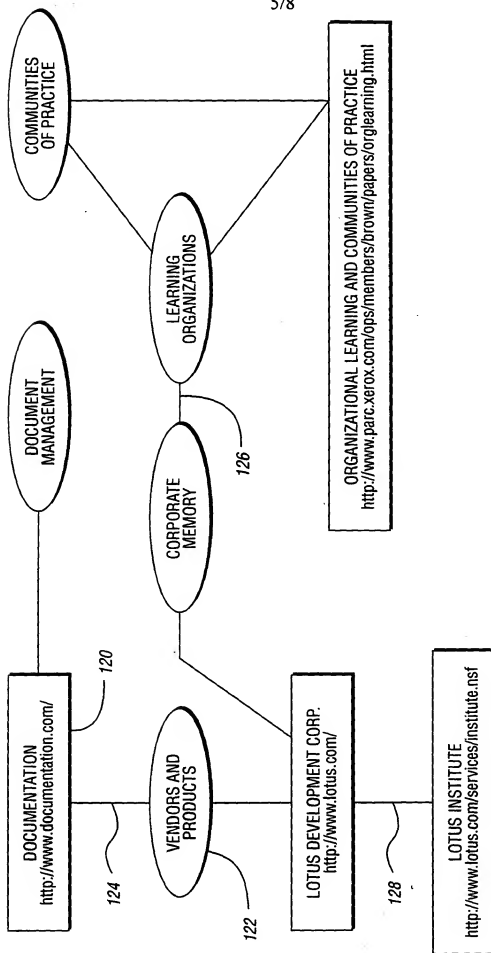 5/8
DOCUMENTATION
http://www.documentation.com/
120
DOCUMENT
MANAGEMENT
COMMUNITIES
OF PRACTICE
124
VENDORS AND
PRODUCTS
122
CORPORATE
MEMORY
126
LEARNING
ORGANIZATIONS
LOTUS DEVELOPMENT CORP.
http://www.lotus.com/
128
ORGANIZATIONAL LEARNING AND COMMUNITIES OF PRACTICE
http://www.parc.xerox.com/ops/members/brown/papers/orglearning.html
LOTUS INSTITUTE
http://www.lotus.com/services/institute.nsf